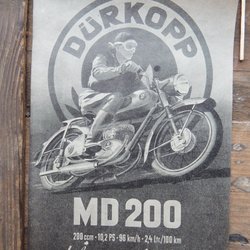 DÜRKOPP
MD 200
200 ccm · 10,2 PS · 96 km/h · 2,4 ltr/100 km